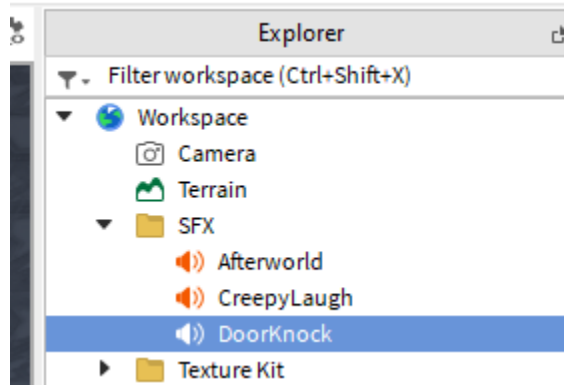 Explorer
Filter workspace (Ctrl+Shift+X)
Workspace
Camera
Terrain
SFX
Afterworld
CreepyLaugh
DoorKnock
Texture Kit